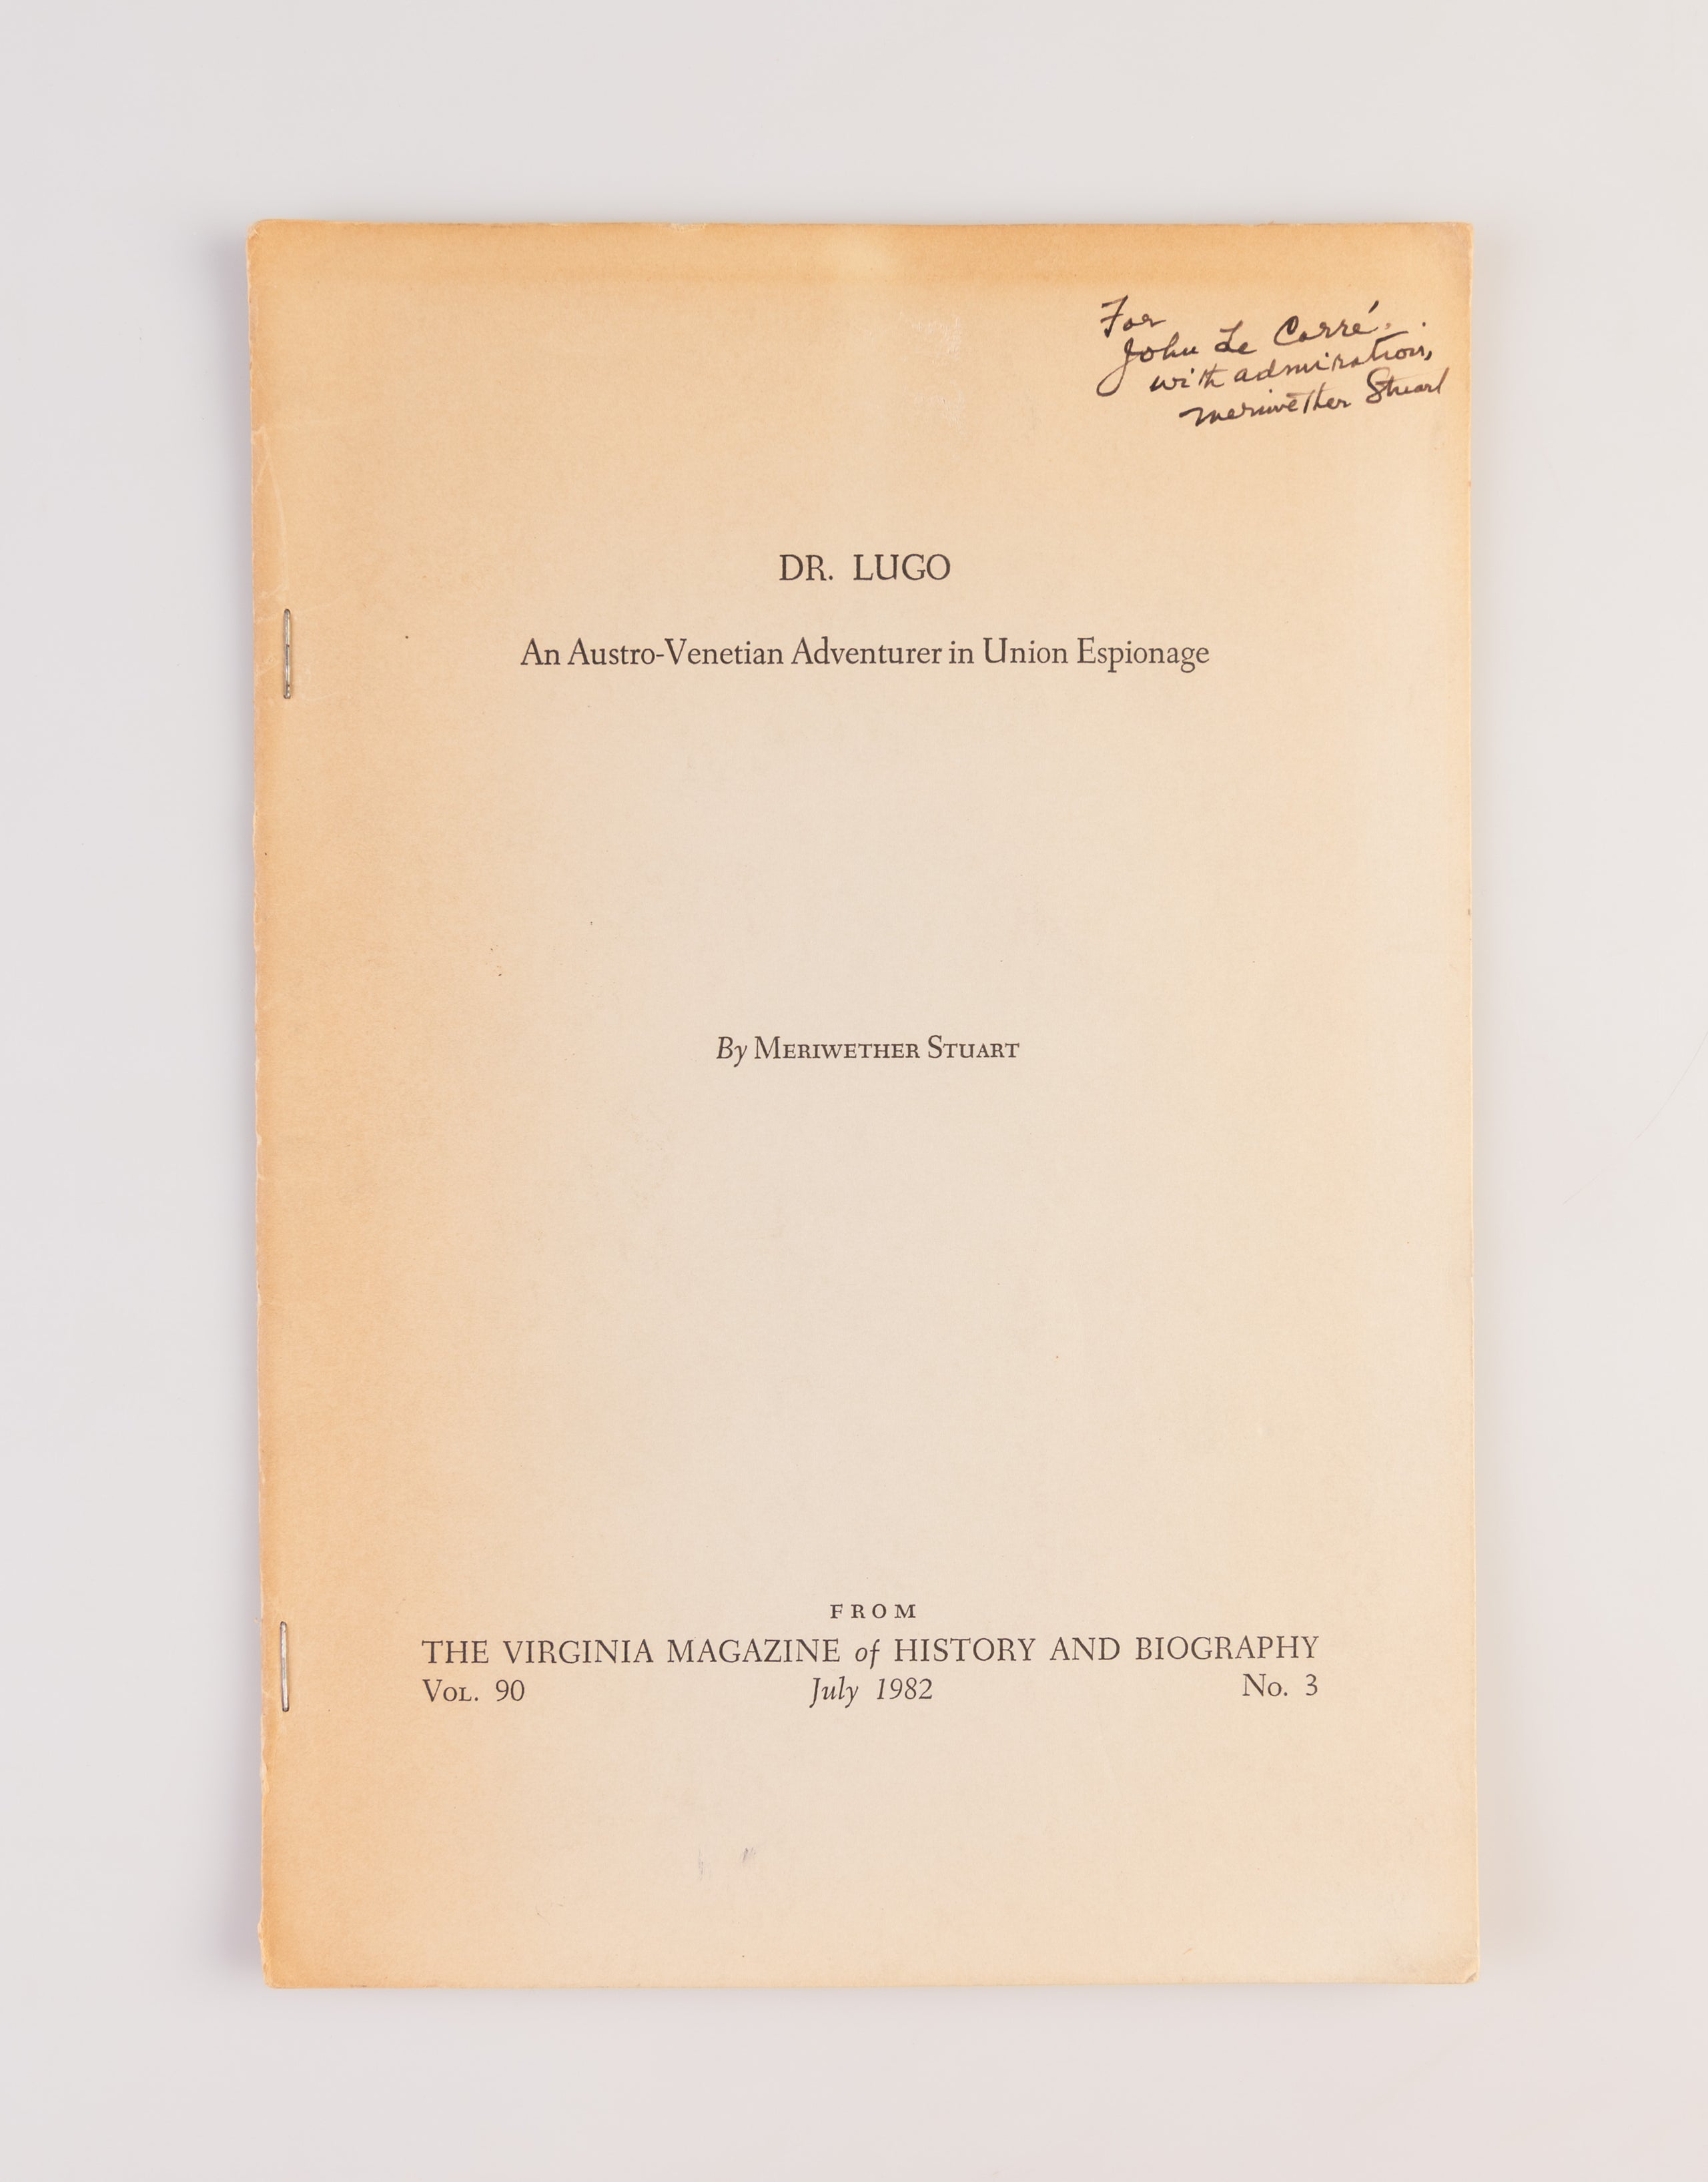 For
John Le Carré,
with admiration,
Meriwether Stuart
DR. LUGO
An Austro-Venetian Adventurer in Union Espionage
By MERIWETHER STUART
FROM
THE VIRGINIA MAGAZINE of HISTORY AND BIOGRAPHY
VOL. 90 July 1982 No. 3